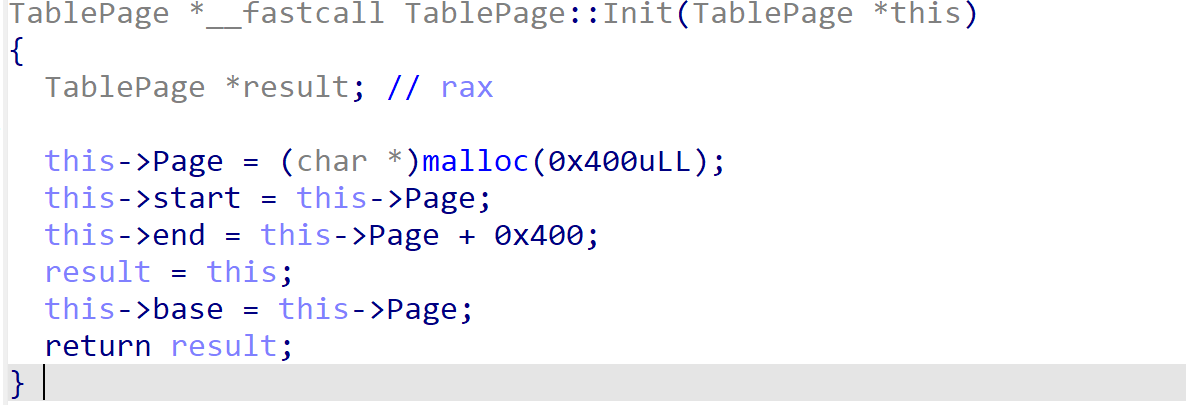 TablePage *__fastcall TablePage::Init(TablePage *this)
{
  TablePage *result; // rax

  this->Page = (char *)malloc(0x400uLL);
  this->start = this->Page;
  this->end = this->Page + 0x400;
  result = this;
  this->base = this->Page;
  return result;
}